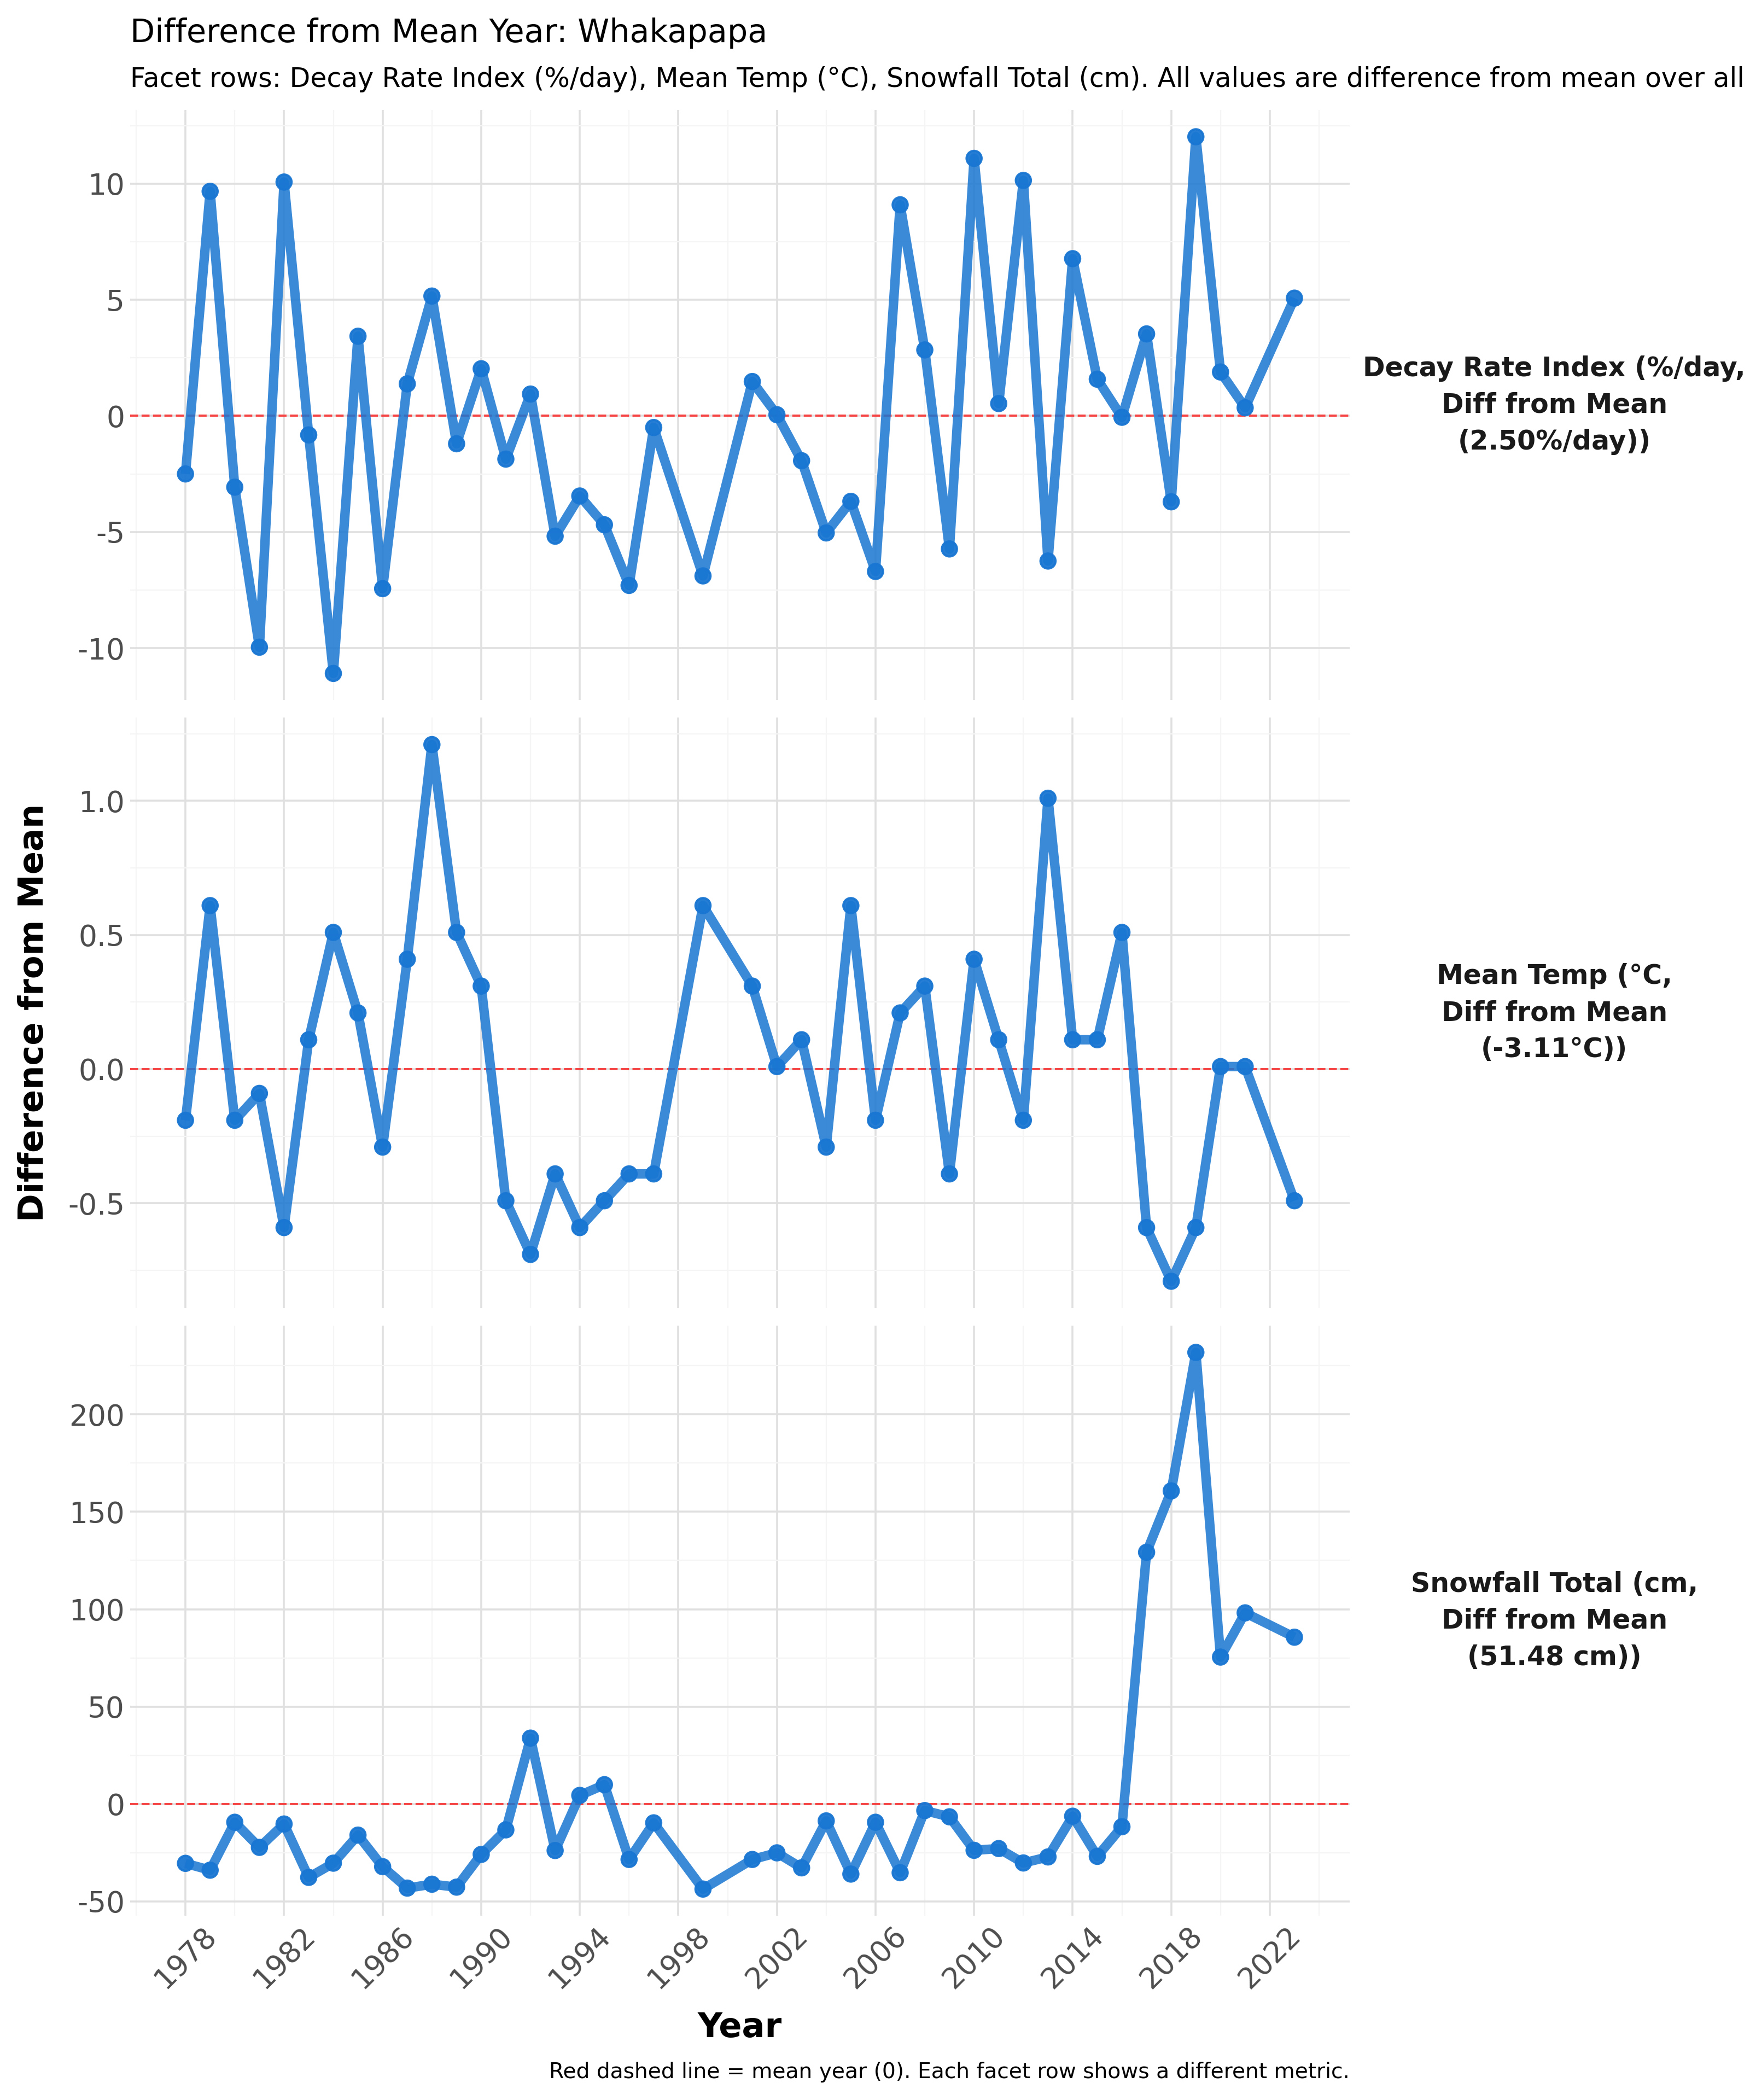 Difference from Mean Year: Whakapapa
Facet rows: Decay Rate Index (%/day), Mean Temp (°C), Snowfall Total (cm). All values are difference from mean over all
10
5
0
-5
-10
Decay Rate Index (%/day,
Diff from Mean
(2.50%/day))
Difference from Mean
1.0
0.5
0.0
-0.5
Mean Temp (°C,
Diff from Mean
(-3.11°C))
200
150
100
50
0
-50
Snowfall Total (cm,
Diff from Mean
(51.48 cm))
1978
1982
1986
1990
1994
1998
2002
2006
2010
2014
2018
2022
Year
Red dashed line = mean year (0). Each facet row shows a different metric.